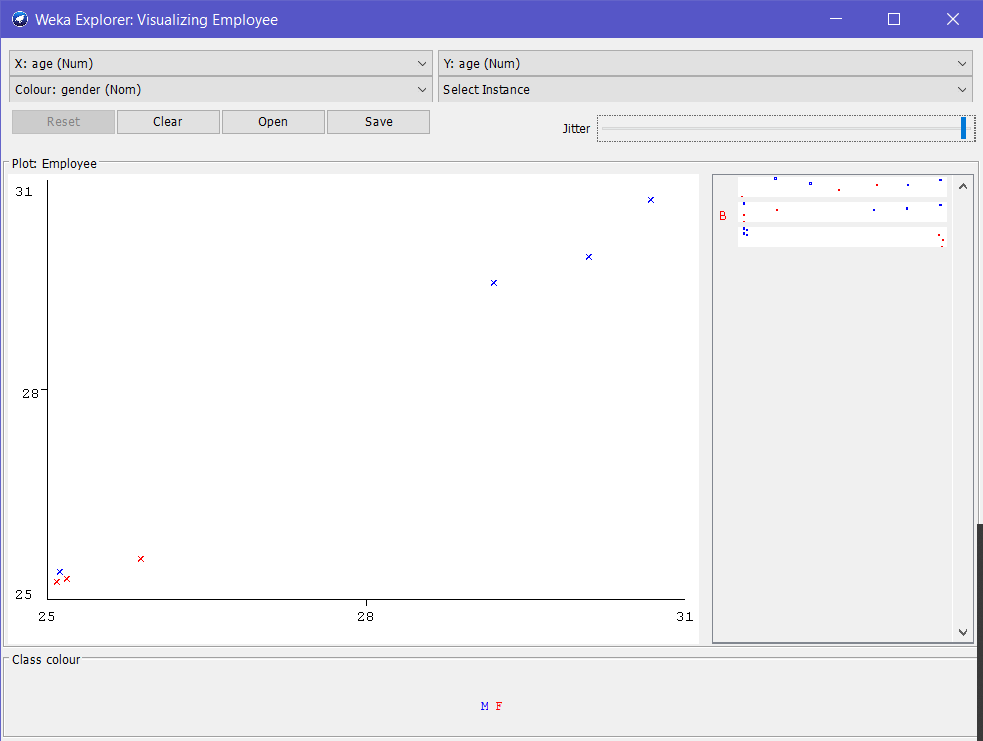 Weka Explorer: Visualizing Employee
X: age (Num) Y: age (Num)
Colour: gender (Nom) Select Instance
Reset Clear Open Save Jitter
Plot: Employee
31
28
25
25 28 31
B
Class colour
M F